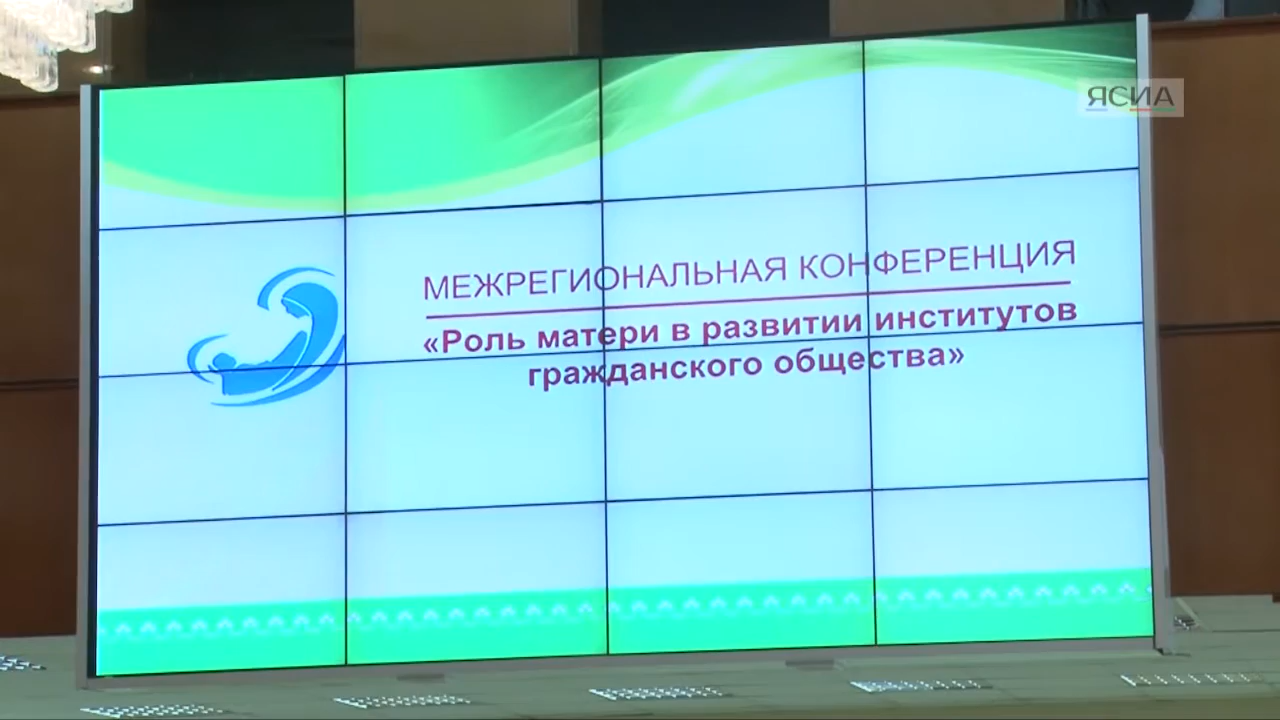 ЯСИА
МЕЖРЕГИОНАЛЬНАЯ КОНФЕРЕНЦИЯ
«Роль матери в развитии институтов
гражданского общества»